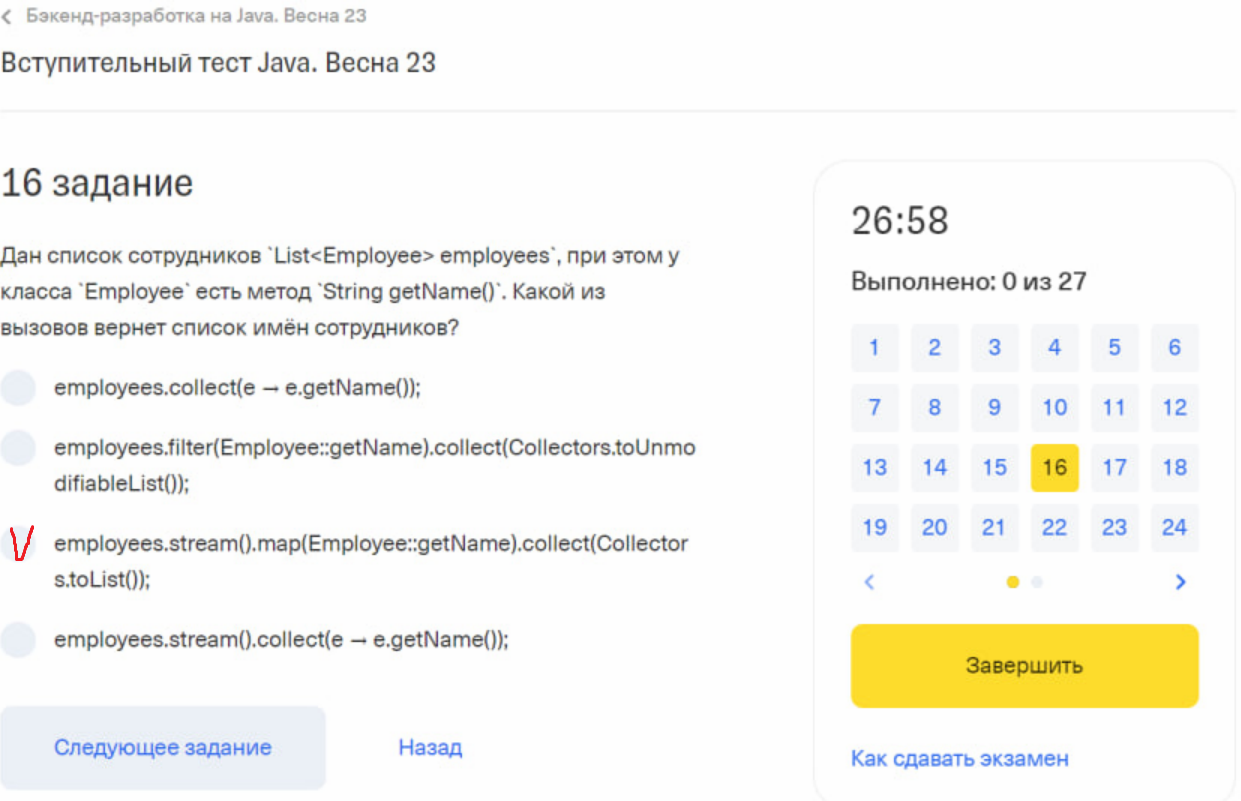 Бэкенд-разработка на Java. Весна 23
Вступительный тест Java. Весна 23
16 задание
Дан список сотрудников `List<Employee> employees`, при этом у
класса `Employee` есть метод `String getName()`. Какой из
вызовов вернет список имён сотрудников?
employees.collect(e → e.getName());
employees.filter(Employee::getName).collect(Collectors.toUnmo
difiableList());
employees.stream().map(Employee::getName).collect(Collector
s.toList());
employees.stream().collect(e → e.getName());
Следующее задание
Назад
26:58
Выполнено: 0 из 27
1 2 3 4 5 6
7 8 9 10 11 12
13 14 15 16 17 18
19 20 21 22 23 24
Завершить
Как сдавать экзамен